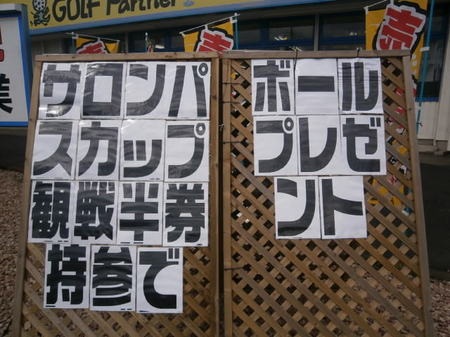 GOLF Partner
サロンパ
スカップ
観戦半券
持参で
ボール
プレゼ
ント